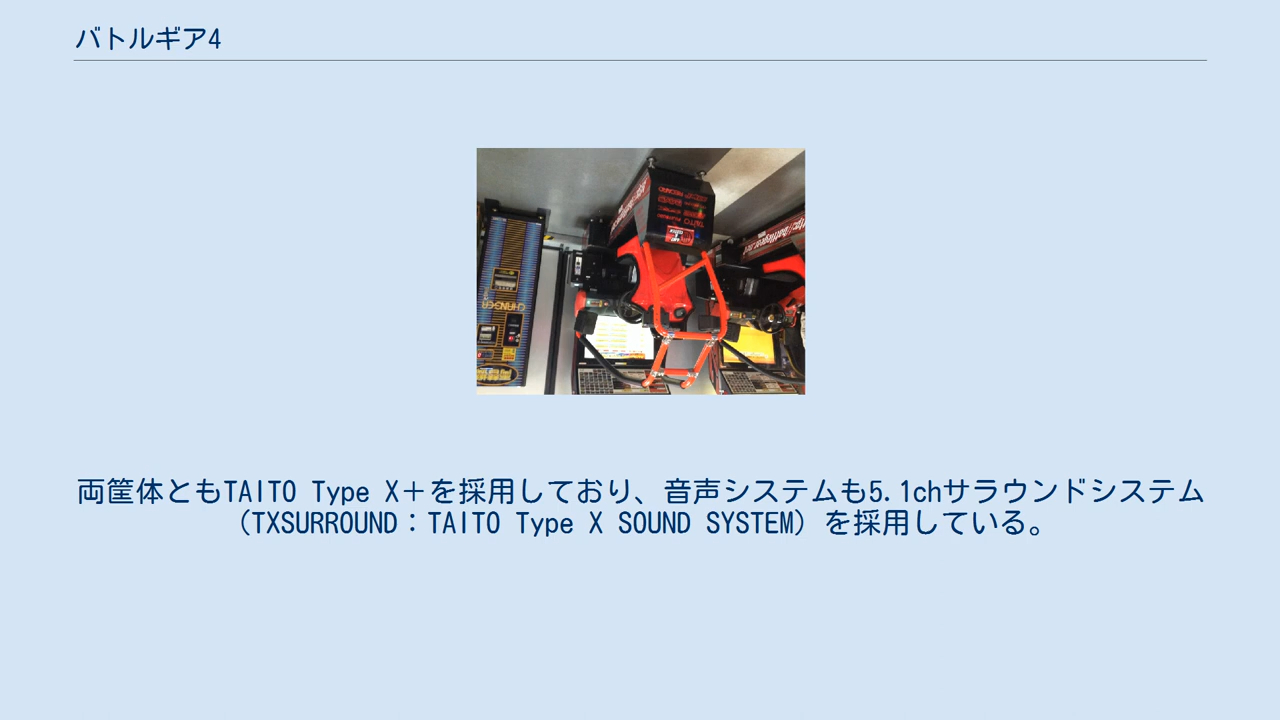 バトルギア4
TAITO
CHANGER
両筐体ともTAITO Type X＋を採用しており、音声システムも5.1chサラウンドシステム
（TXSURROUND：TAITO Type X SOUND SYSTEM）を採用している。